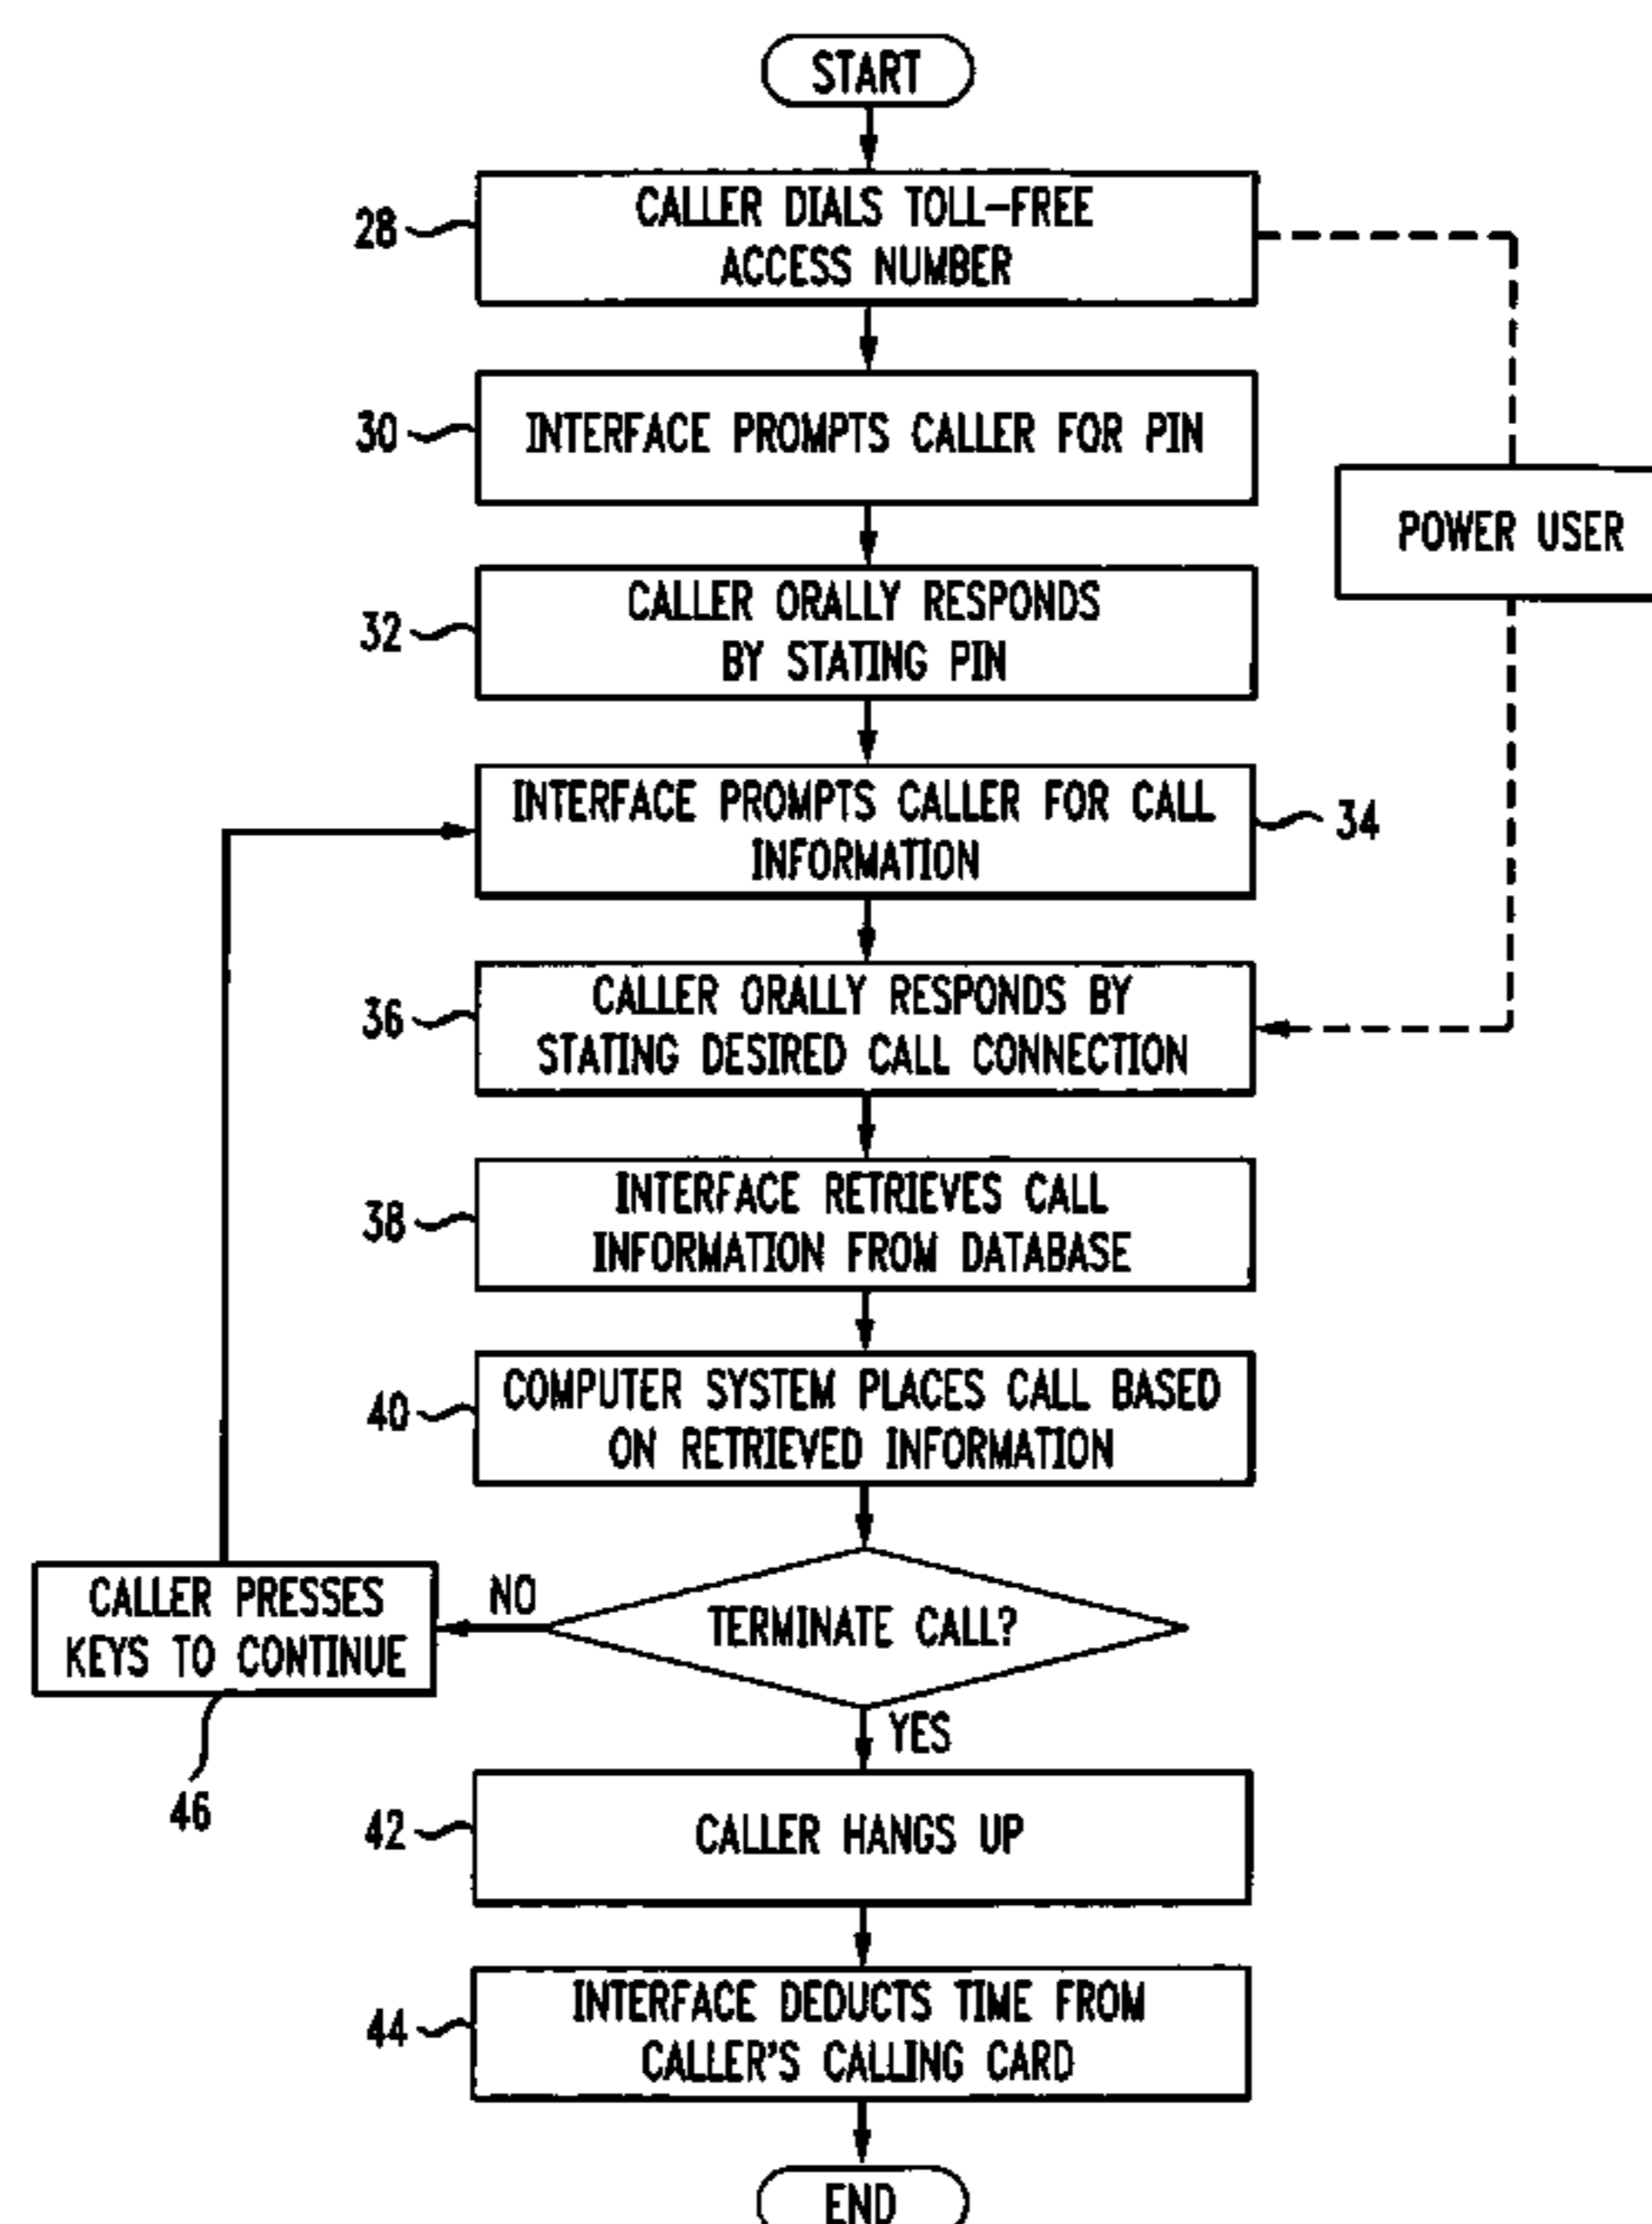 START
28
CALLER DIALS TOLL-FREE
ACCESS NUMBER
30
INTERFACE PROMPTS CALLER FOR PIN
POWER USER
32
CALLER ORALLY RESPONDS
BY STATING PIN
INTERFACE PROMPTS CALLER FOR CALL
INFORMATION
34
36
CALLER ORALLY RESPONDS BY
STATING DESIRED CALL CONNECTION
38
INTERFACE RETRIEVES CALL
INFORMATION FROM DATABASE
40
COMPUTER SYSTEM PLACES CALL BASED
ON RETRIEVED INFORMATION
CALLER PRESSES
KEYS TO CONTINUE
NO
TERMINATE CALL?
YES
46
42
CALLER HANGS UP
44
INTERFACE DEDUCTS TIME FROM
CALLER'S CALLING CARD
END